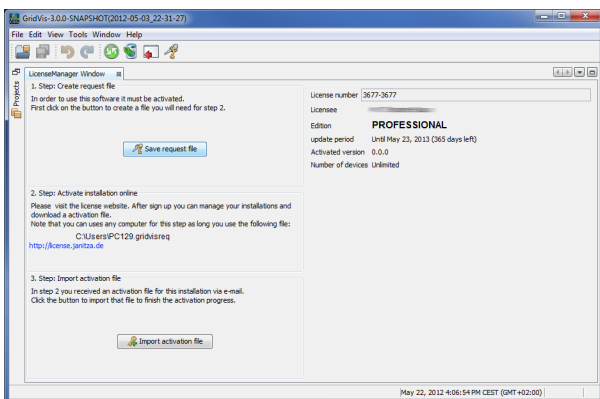 GridVis-3.0.0-SNAPSHOT(2012-05-03_22-31-27)
File Edit View Tools Window Help
Projects
LicenseManager Window
1. Step: Create request file
In order to use this software it must be activated.
First click on the button to create a file you will need for step 2.
Save request file
2. Step: Activate installation online
Please visit the license website. After sign up you can manage your installations and
download a activation file.
Note that you can uses any computer for this step as long you use the following file:
C:\Users\PC129.gridvisreq
http://license.janitza.de
3. Step: Import activation file
In step 2 you received an activation file for this installation via e-mail.
Click the button to import that file to finish the activation progress.
Import activation file
License number 3677-3677
Licensee
Edition PROFESSIONAL
update period Until May 23, 2013 (365 days left)
Activated version 0.0.0
Number of devices Unlimited
May 22, 2012 4:06:54 PM CEST (GMT+02:00)